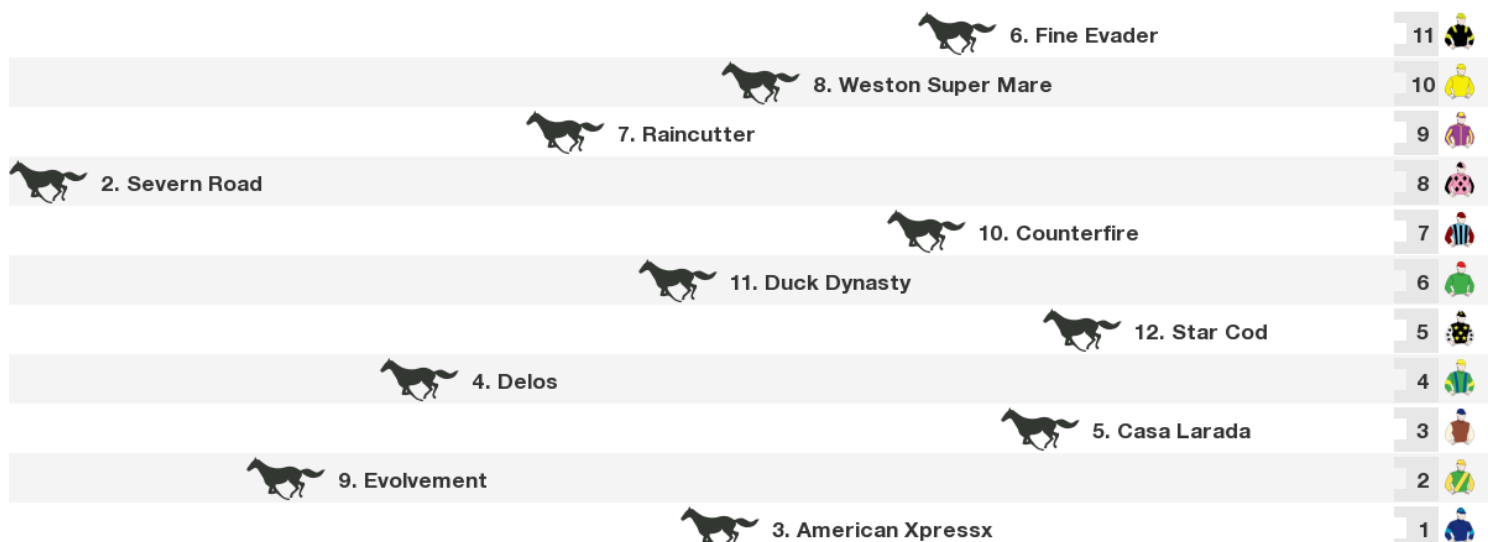 6. Fine Evader 11
8. Weston Super Mare 10
7. Raincutter 9
2. Severn Road 8
10. Counterfire 7
11. Duck Dynasty 6
12. Star Cod 5
4. Delos 4
5. Casa Larada 3
9. Evolvement 2
3. American Xpressx 1